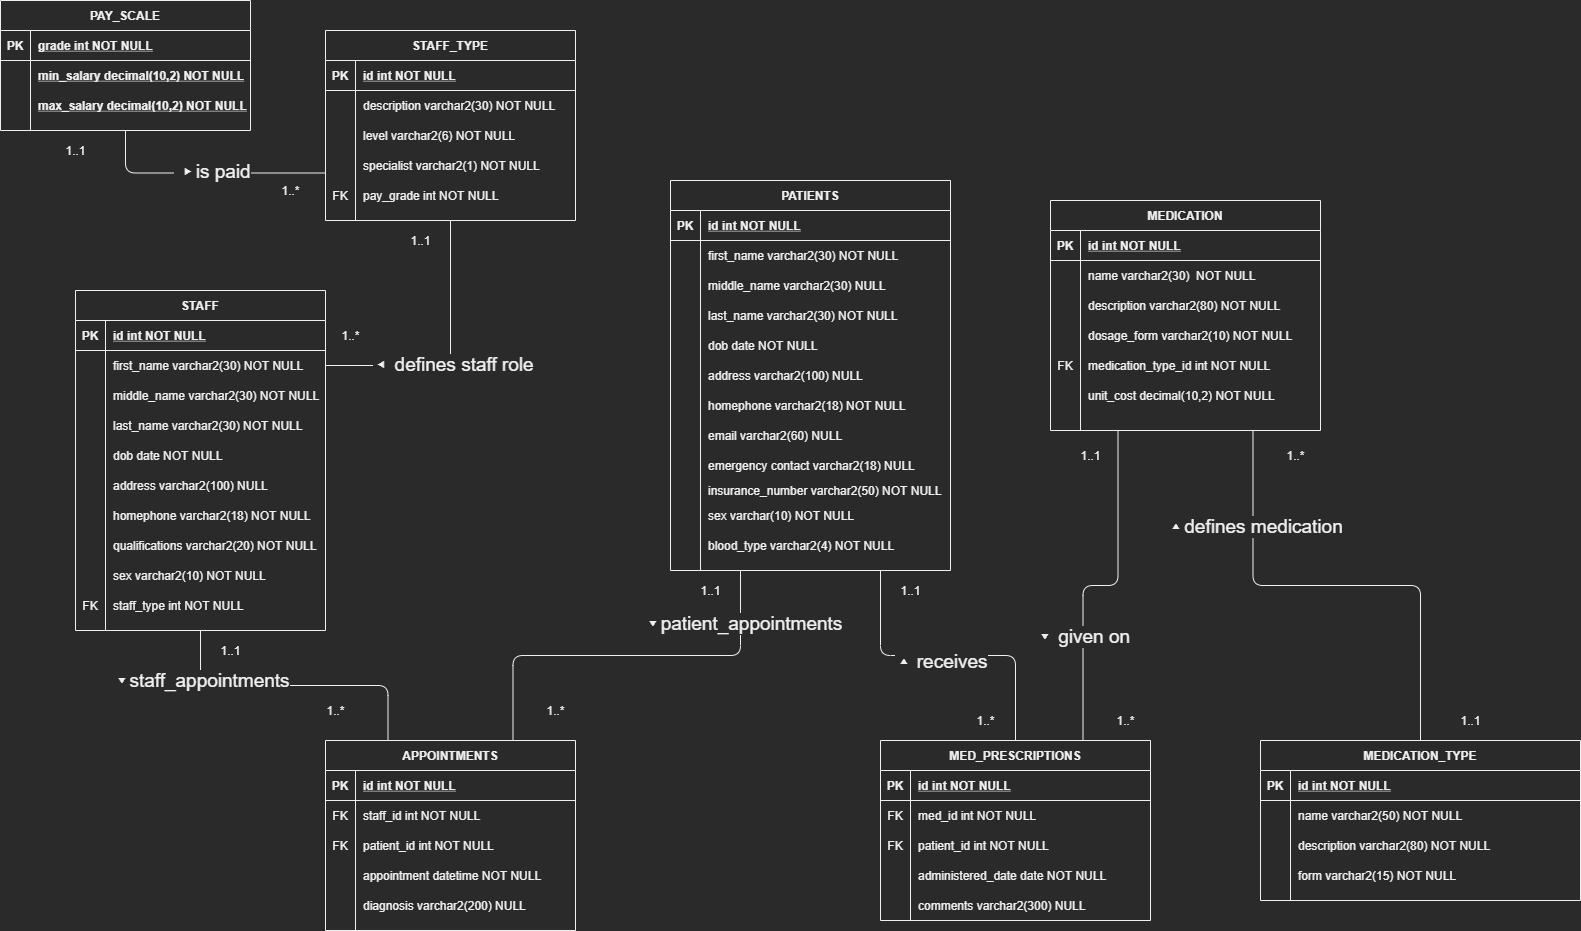 PAY_SCALE
PK grade int NOT NULL
min_salary decimal(10,2) NOT NULL
max_salary decimal(10,2) NOT NULL
1..1
is paid
1..*
STAFF_TYPE
PK id int NOT NULL
description varchar2(30) NOT NULL
level varchar2(6) NOT NULL
specialist varchar2(1) NOT NULL
FK pay_grade int NOT NULL
1..1
defines staff role
1..*
STAFF
PK id int NOT NULL
first_name varchar2(30) NOT NULL
middle_name varchar2(30) NOT NULL
last_name varchar2(30) NOT NULL
dob date NOT NULL
address varchar2(100) NULL
homephone varchar2(18) NOT NULL
qualifications varchar2(20) NOT NULL
sex varchar2(10) NOT NULL
FK staff_type int NOT NULL
1..1
staff_appointments
1..*
PATIENTS
PK id int NOT NULL
first_name varchar2(30) NOT NULL
middle_name varchar2(30) NULL
last_name varchar2(30) NOT NULL
dob date NOT NULL
address varchar2(100) NULL
homephone varchar2(18) NOT NULL
email varchar2(60) NULL
emergency contact varchar2(18) NULL
insurance_number varchar2(50) NOT NULL
sex varchar(10) NOT NULL
blood_type varchar2(4) NOT NULL
1..1
patient_appointments
1..*
1..1
receives
1..*
MEDICATION
PK id int NOT NULL
name varchar2(30) NOT NULL
description varchar2(80) NOT NULL
dosage_form varchar2(10) NOT NULL
FK medication_type_id int NOT NULL
unit_cost decimal(10,2) NOT NULL
1..1
given on
1..*
1..*
defines medication
1..1
APPOINTMENTS
PK id int NOT NULL
FK staff_id int NOT NULL
FK patient_id int NOT NULL
appointment datetime NOT NULL
diagnosis varchar2(200) NULL
MED_PRESCRIPTIONS
PK id int NOT NULL
FK med_id int NOT NULL
FK patient_id int NOT NULL
administered_date date NOT NULL
comments varchar2(300) NULL
MEDICATION_TYPE
PK id int NOT NULL
name varchar2(50) NOT NULL
description varchar2(80) NOT NULL
form varchar2(15) NOT NULL